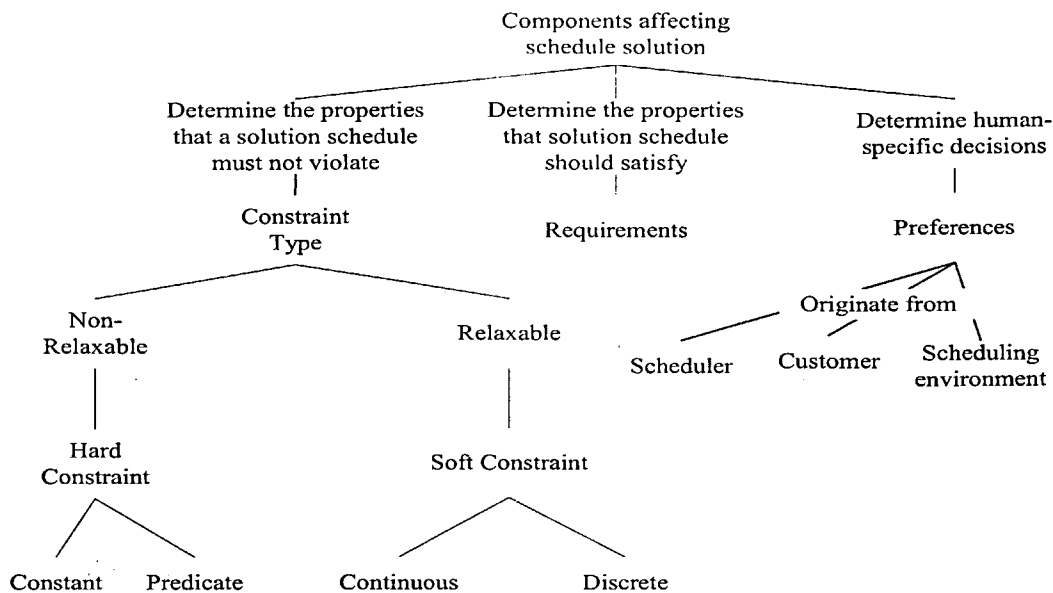 Components affecting
schedule solution
Determine the properties
that a solution schedule
must not violate
Determine the properties
that solution schedule
should satisfy
Determine human-
specific decisions
Constraint
Type
Requirements
Preferences
Non-
Relaxable
Relaxable
Originate from
Scheduler
Customer
Scheduling
environment
Hard
Constraint
Soft Constraint
Constant
Predicate
Continuous
Discrete